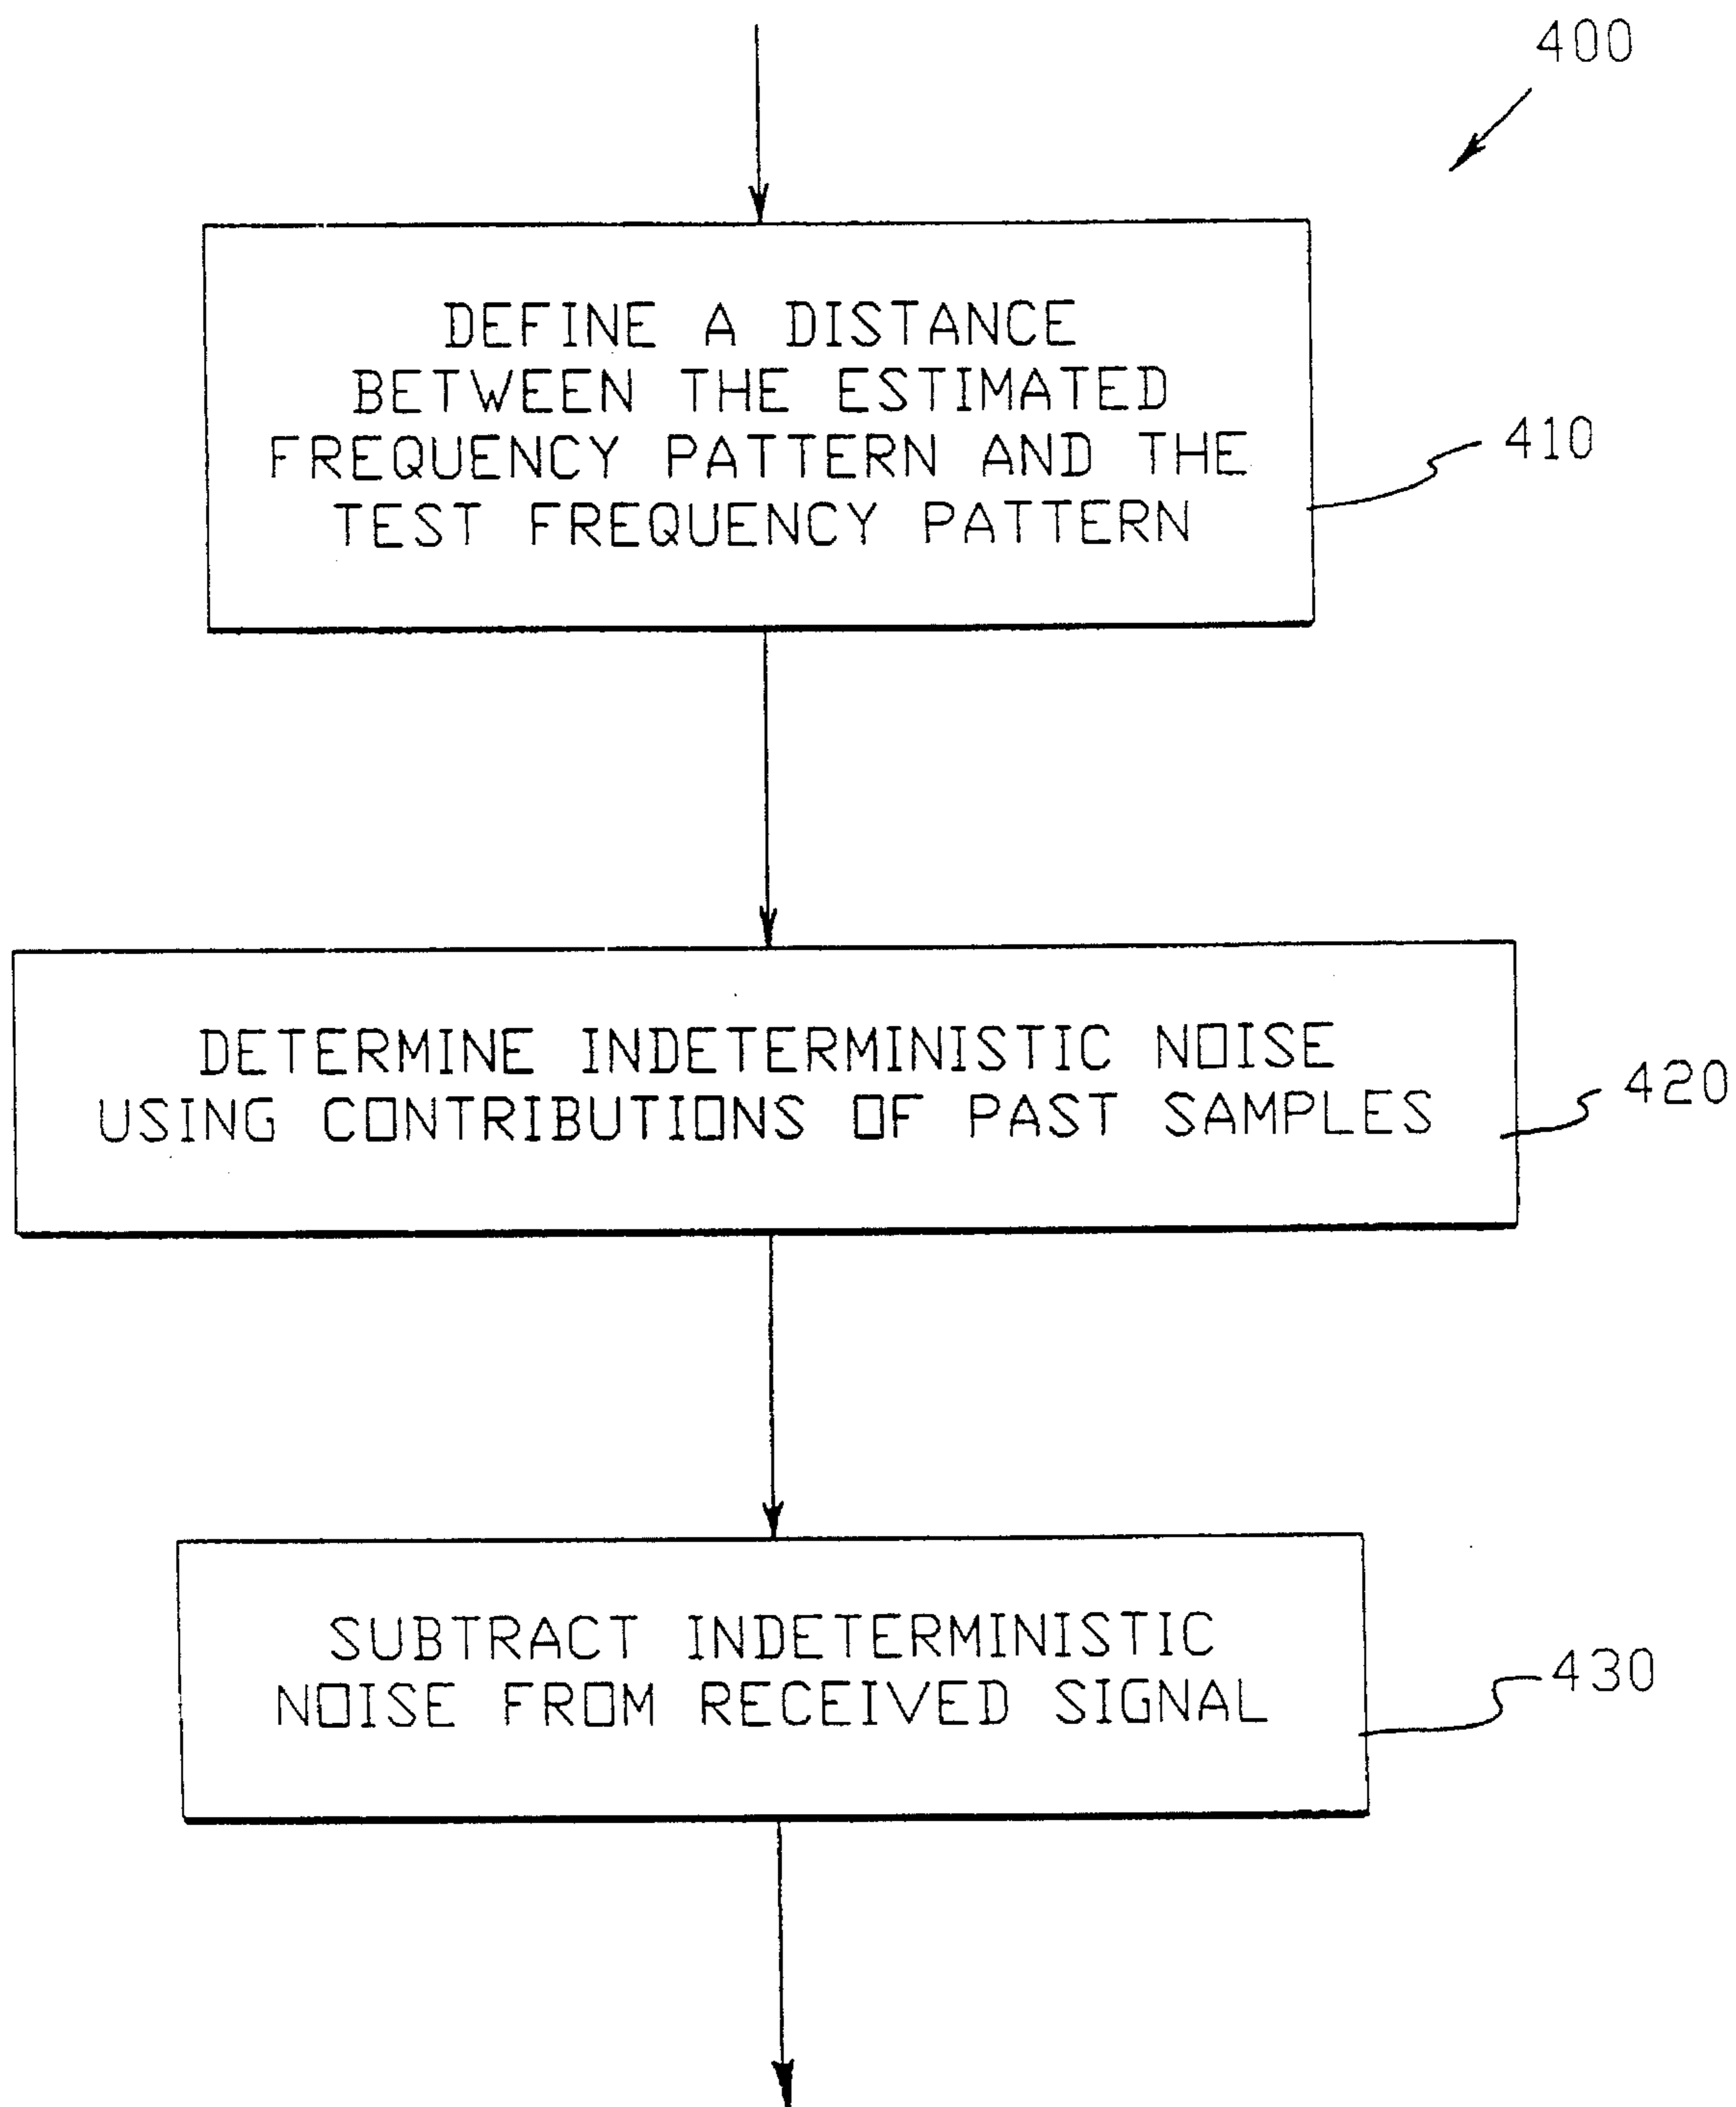 400
DEFINE A DISTANCE
BETWEEN THE ESTIMATED
FREQUENCY PATTERN AND THE
TEST FREQUENCY PATTERN
410
DETERMINE INDETERMINISTIC NOISE
USING CONTRIBUTIONS OF PAST SAMPLES
420
SUBTRACT INDETERMINISTIC
NOISE FROM RECEIVED SIGNAL
430